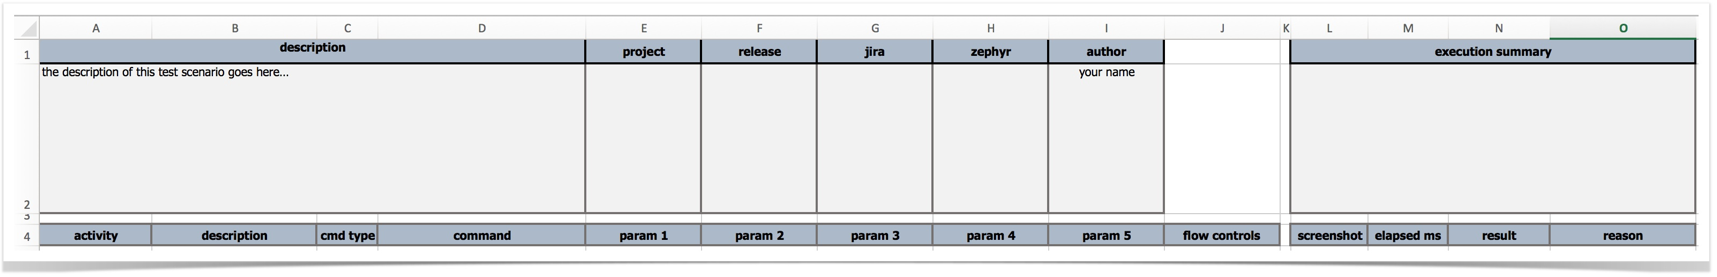 A B C D E F G H I J K L M N O
1 description project release jira zephyr author execution summary
the description of this test scenario goes here... your name
2
3
4 activity description cmd type command param 1 param 2 param 3 param 4 param 5 flow controls screenshot elapsed ms result reason